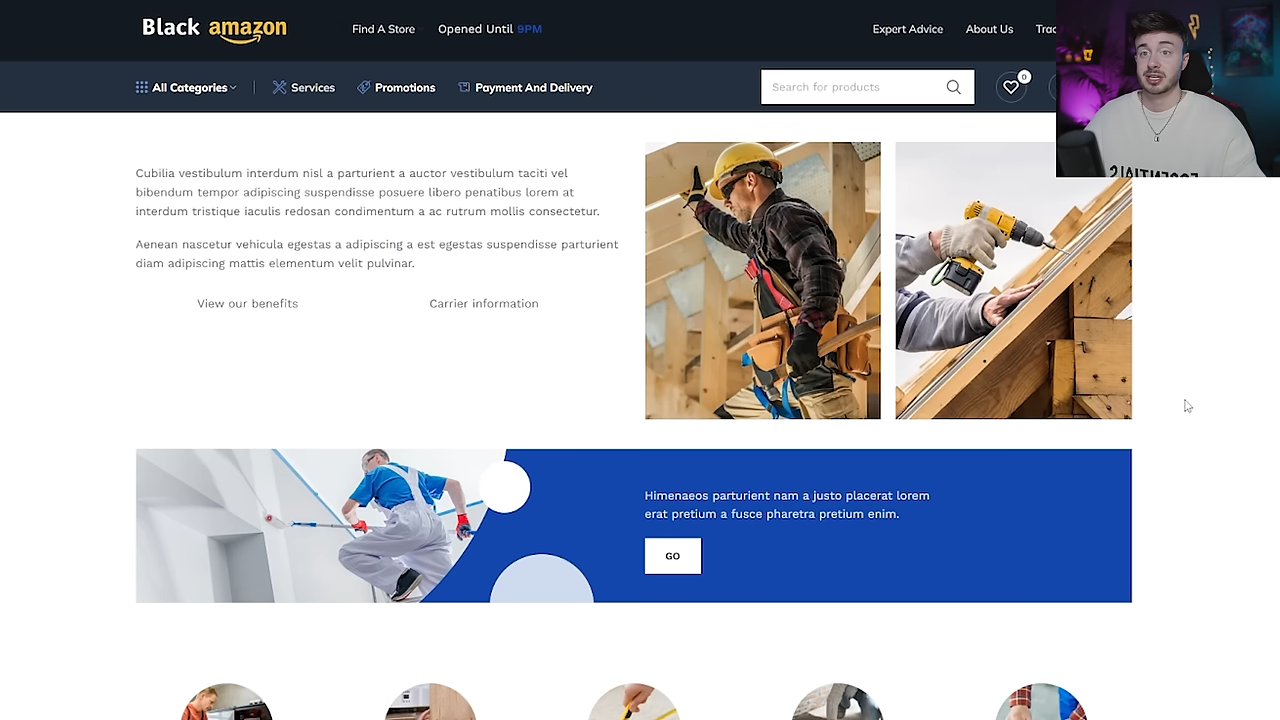 Black amazon
Find A Store
Opened Until 9PM
Expert Advice
About Us
All Categories
Services
Promotions
Payment And Delivery
Search for products
0
Cubilia vestibulum interdum nisl a parturient a auctor vestibulum taciti vel
bibendum tempor adipiscing suspendisse posuere libero penatibus lorem at
interdum tristique iaculis redosan condimentum a ac rutrum mollis consectetur.
Aenean nascetur vehicula egestas a adipiscing a est egestas suspendisse parturient
diam adipiscing mattis elementum velit pulvinar.
View our benefits
Carrier information
Himenaeos parturient nam a justo placerat lorem
erat pretium a fusce pharetra pretium enim.
GO